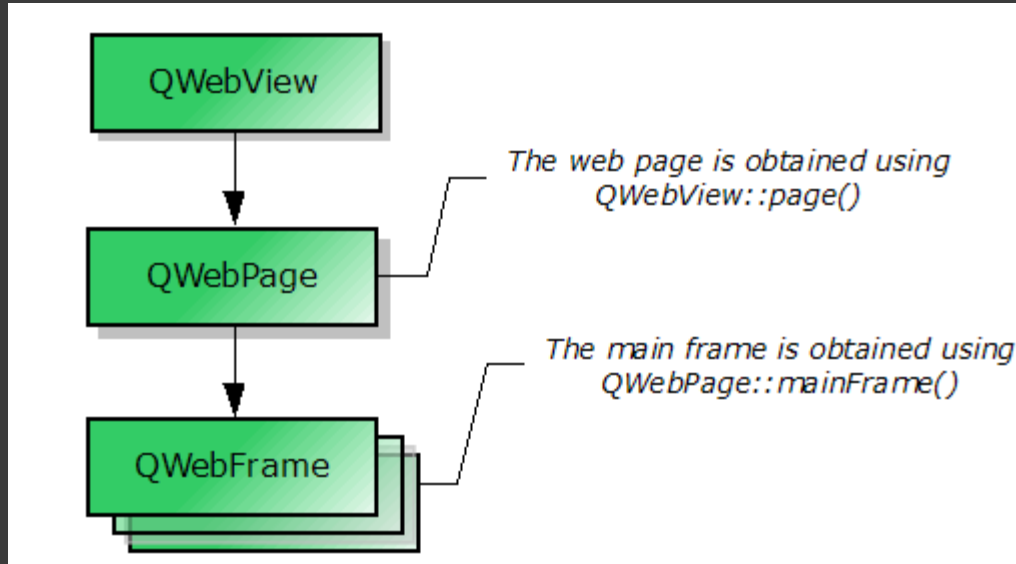 QWebView
The web page is obtained using
QWebView::page()
QWebPage
The main frame is obtained using
QWebPage::mainFrame()
QWebFrame